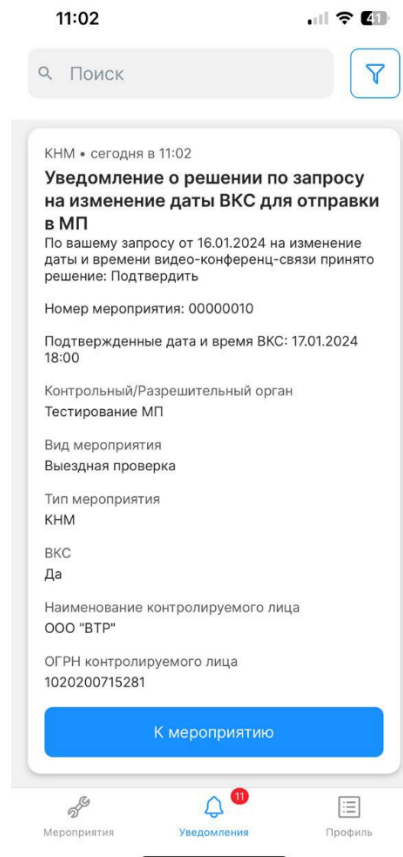 11:02
41
Поиск
КНМ • сегодня в 11:02
Уведомление о решении по запросу
на изменение даты ВКС для отправки
в МП
По вашему запросу от 16.01.2024 на изменение
даты и времени видео-конференц-связи принято
решение: Подтвердить
Номер мероприятия: 00000010
Подтвержденные дата и время ВКС: 17.01.2024
18:00
Контрольный/Разрешительный орган
Тестирование МП
Вид мероприятия
Выездная проверка
Тип мероприятия
КНМ
ВКС
Да
Наименование контролируемого лица
ООО "ВТР"
ОГРН контролируемого лица
1020200715281
К мероприятию
11
Мероприятия Уведомления Профиль